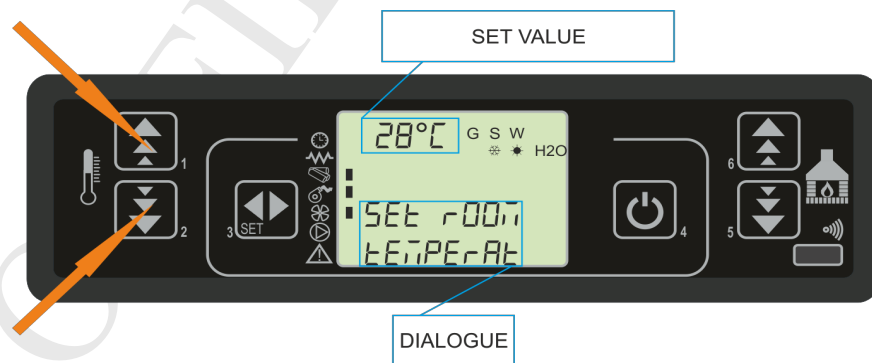 SET VALUE
28°C G S W
H2O
1
6
3 SET
4
SEt rOOm
2
5
tEmPErAt
DIALOGUE